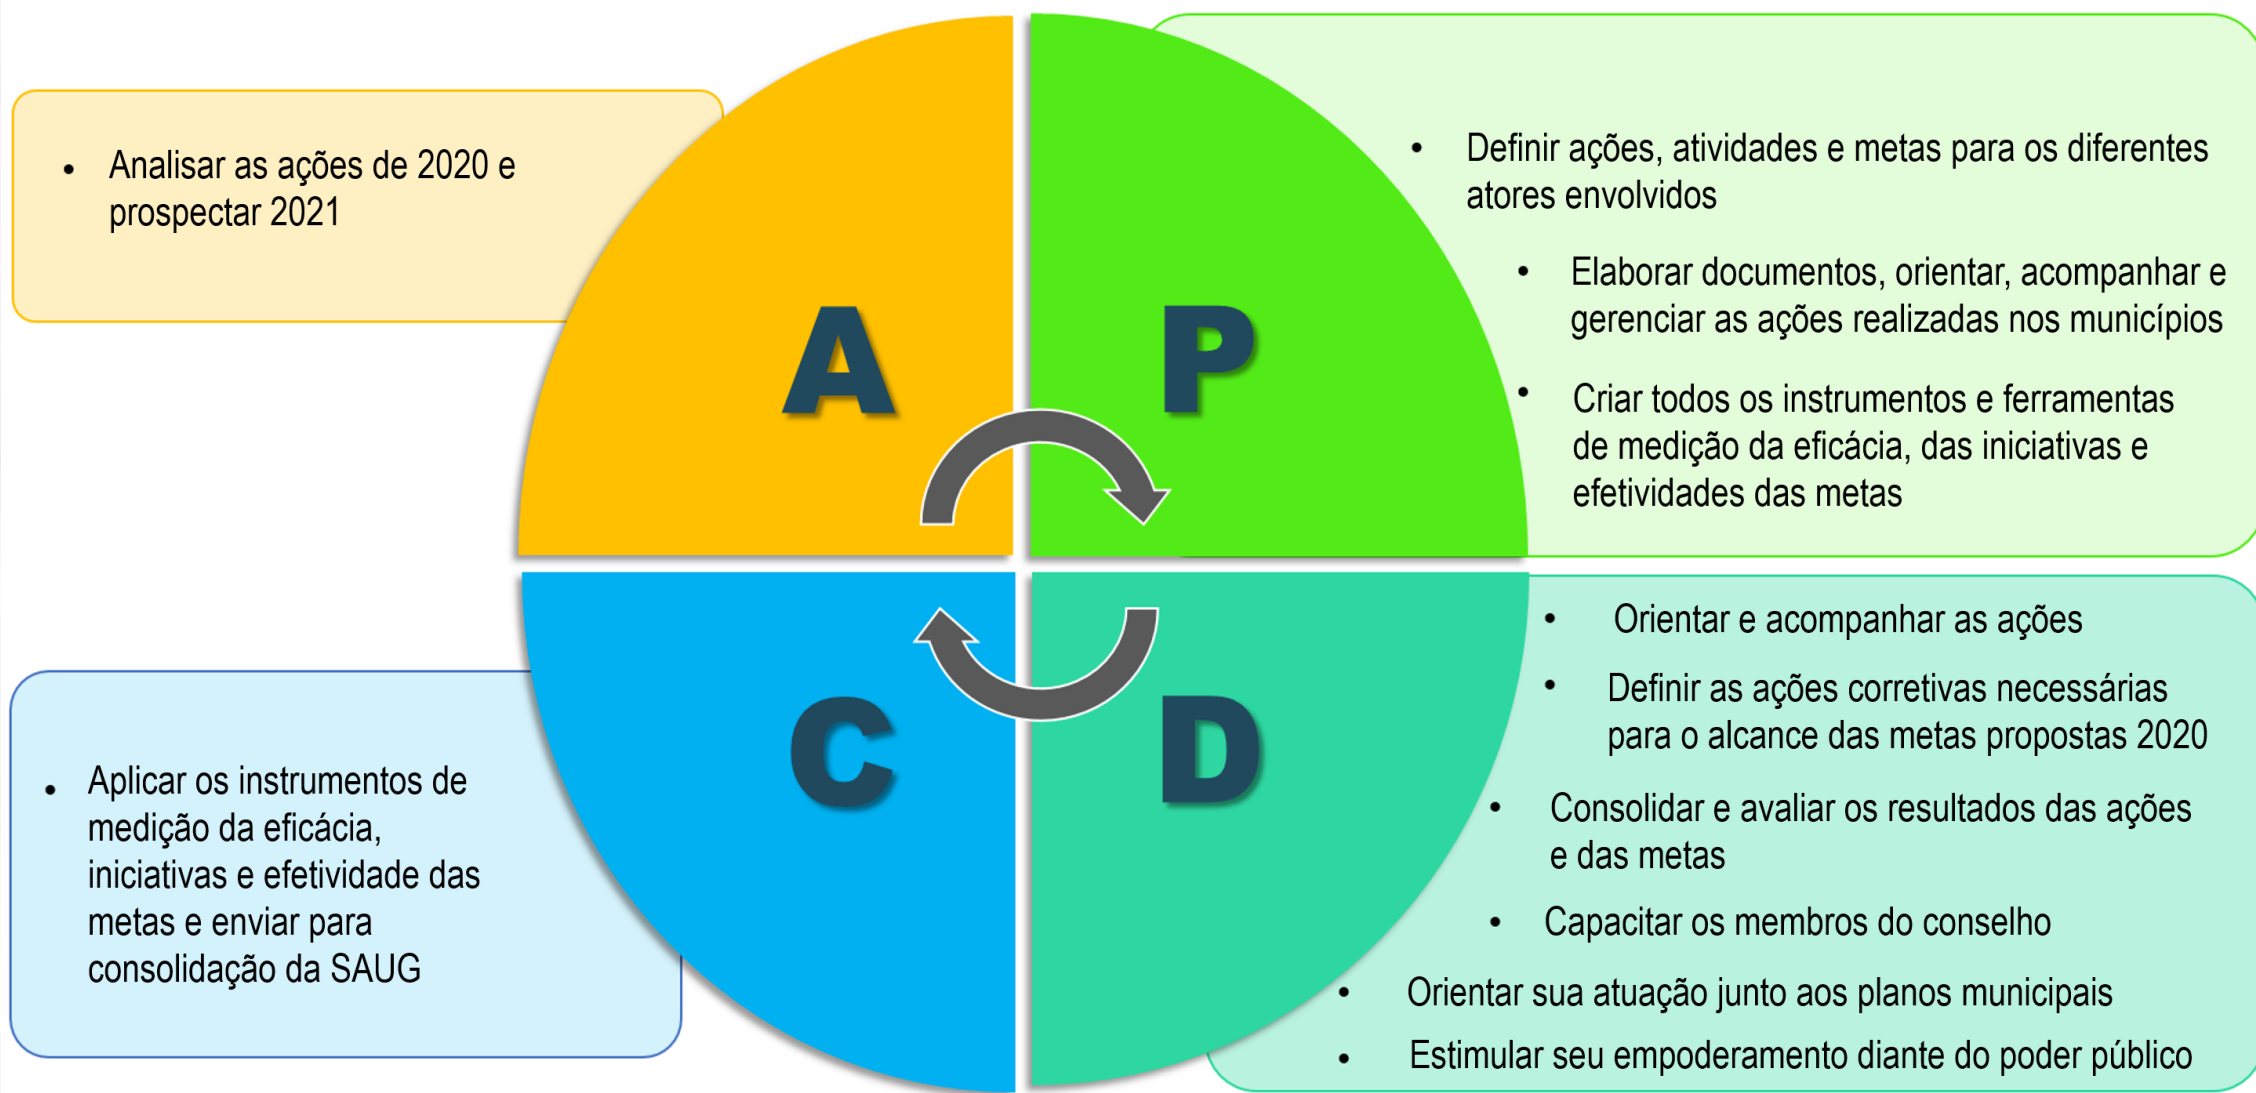 • Analisar as ações de 2020 e
prospectar 2021
A
P
• Definir ações, atividades e metas para os diferentes
atores envolvidos
• Elaborar documentos, orientar, acompanhar e
gerenciar as ações realizadas nos municípios
• Criar todos os instrumentos e ferramentas
de medição da eficácia, das iniciativas e
efetividades das metas
C
• Aplicar os instrumentos de
medição da eficácia,
iniciativas e efetividade das
metas e enviar para
consolidação da SAUG
D
• Orientar e acompanhar as ações
• Definir as ações corretivas necessárias
para o alcance das metas propostas 2020
• Consolidar e avaliar os resultados das ações
e das metas
• Capacitar os membros do conselho
• Orientar sua atuação junto aos planos municipais
• Estimular seu empoderamento diante do poder público